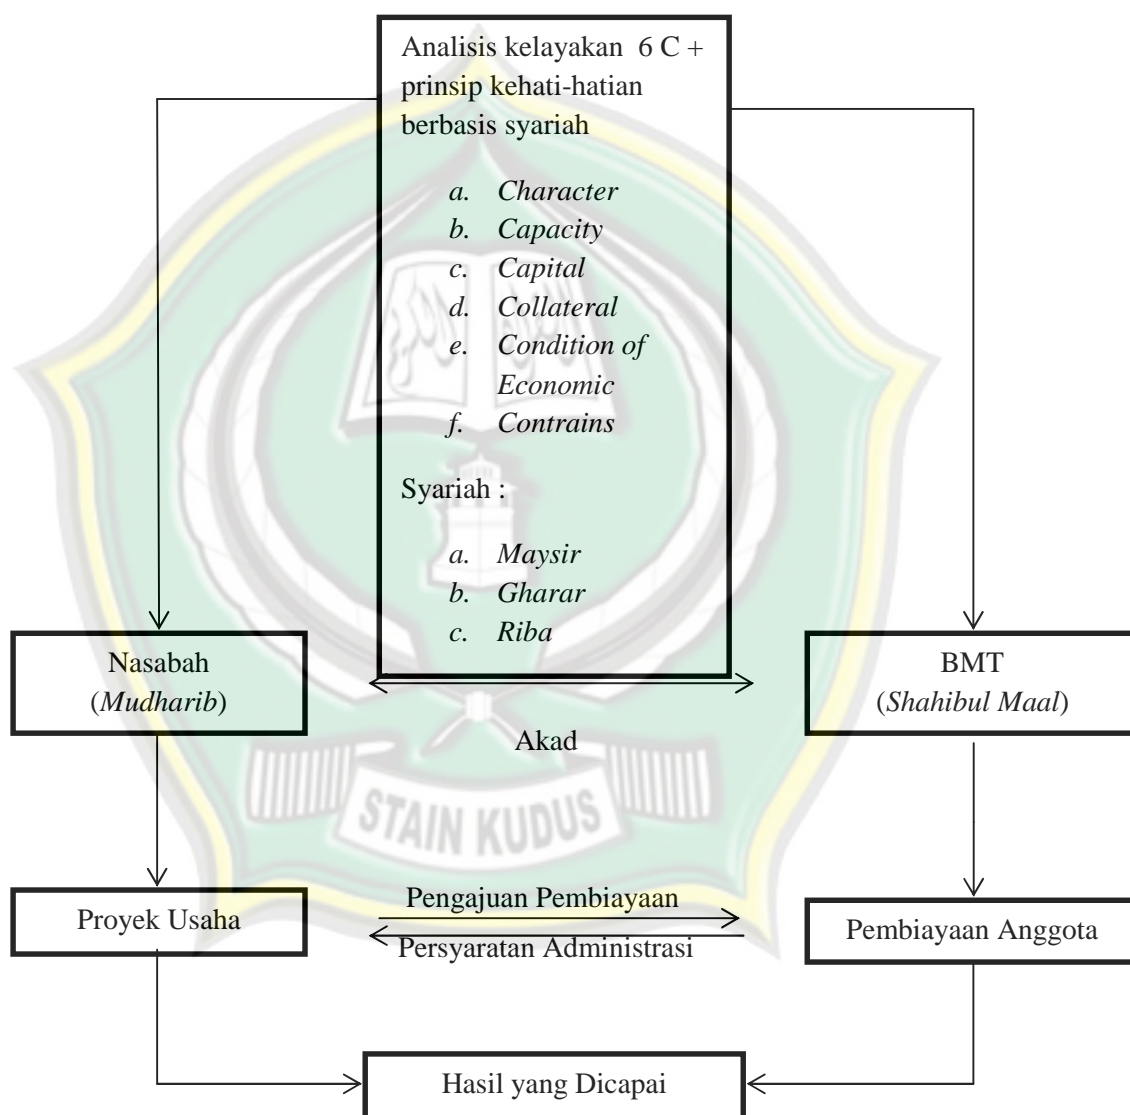 Analisis kelayakan 6 C +
prinsip kehati-hatian
berbasis syariah
a. Character
b. Capacity
c. Capital
d. Collateral
e. Condition of
Economic
f. Contrains
Syariah :
a. Maysir
b. Gharar
c. Riba
Nasabah
(Mudharib)
BMT
(Shahibul Maal)
Akad
STAIN KUDUS
Proyek Usaha
Pengajuan Pembiayaan
Persyaratan Administrasi
Pembiayaan Anggota
Hasil yang Dicapai